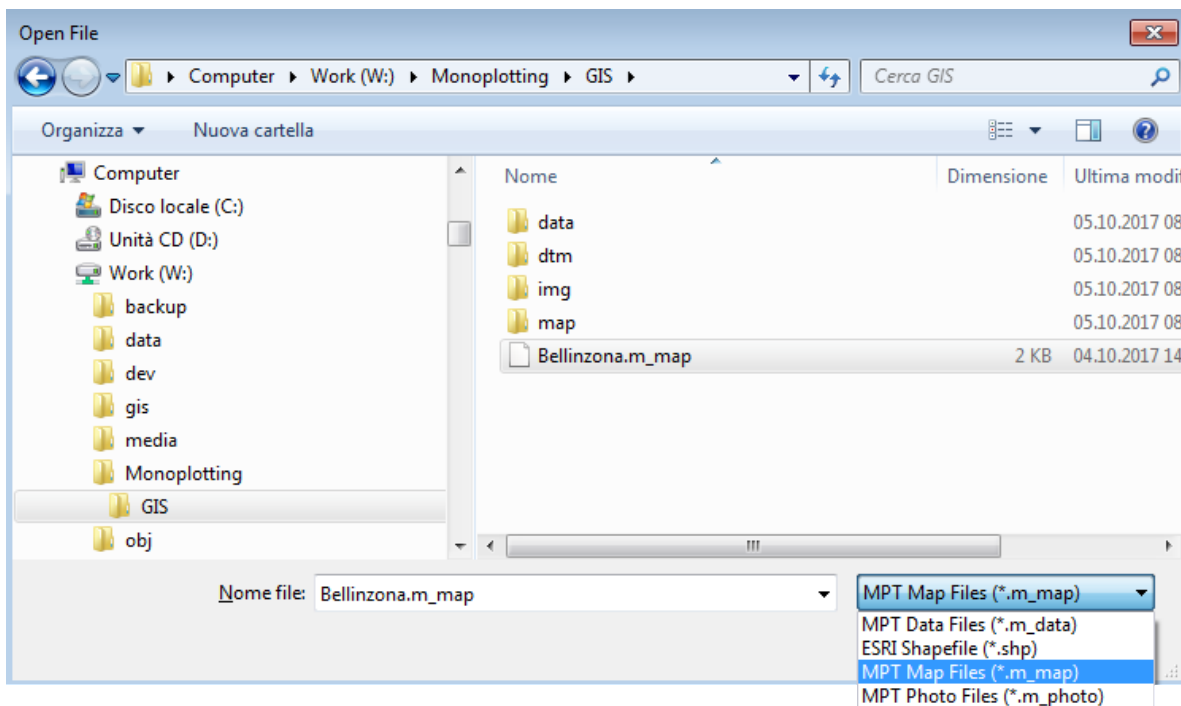 Open File
Computer Work (W:) Monoplotting GIS
Cerca GIS
Organizza Nuova cartella
Computer
Disco locale (C:)
Unità CD (D:)
Work (W:)
backup
data
dev
gis
media
Monoplotting
GIS
obj
Nome Dimensione Ultima modif
data 05.10.2017 08
dtm 05.10.2017 08
img 05.10.2017 08
map 05.10.2017 08
Bellinzona.m_map 2 KB 04.10.2017 14
Nome file: Bellinzona.m_map
MPT Map Files (*.m_map)
MPT Data Files (*.m_data)
ESRI Shapefile (*.shp)
MPT Map Files (*.m_map)
MPT Photo Files (*.m_photo)